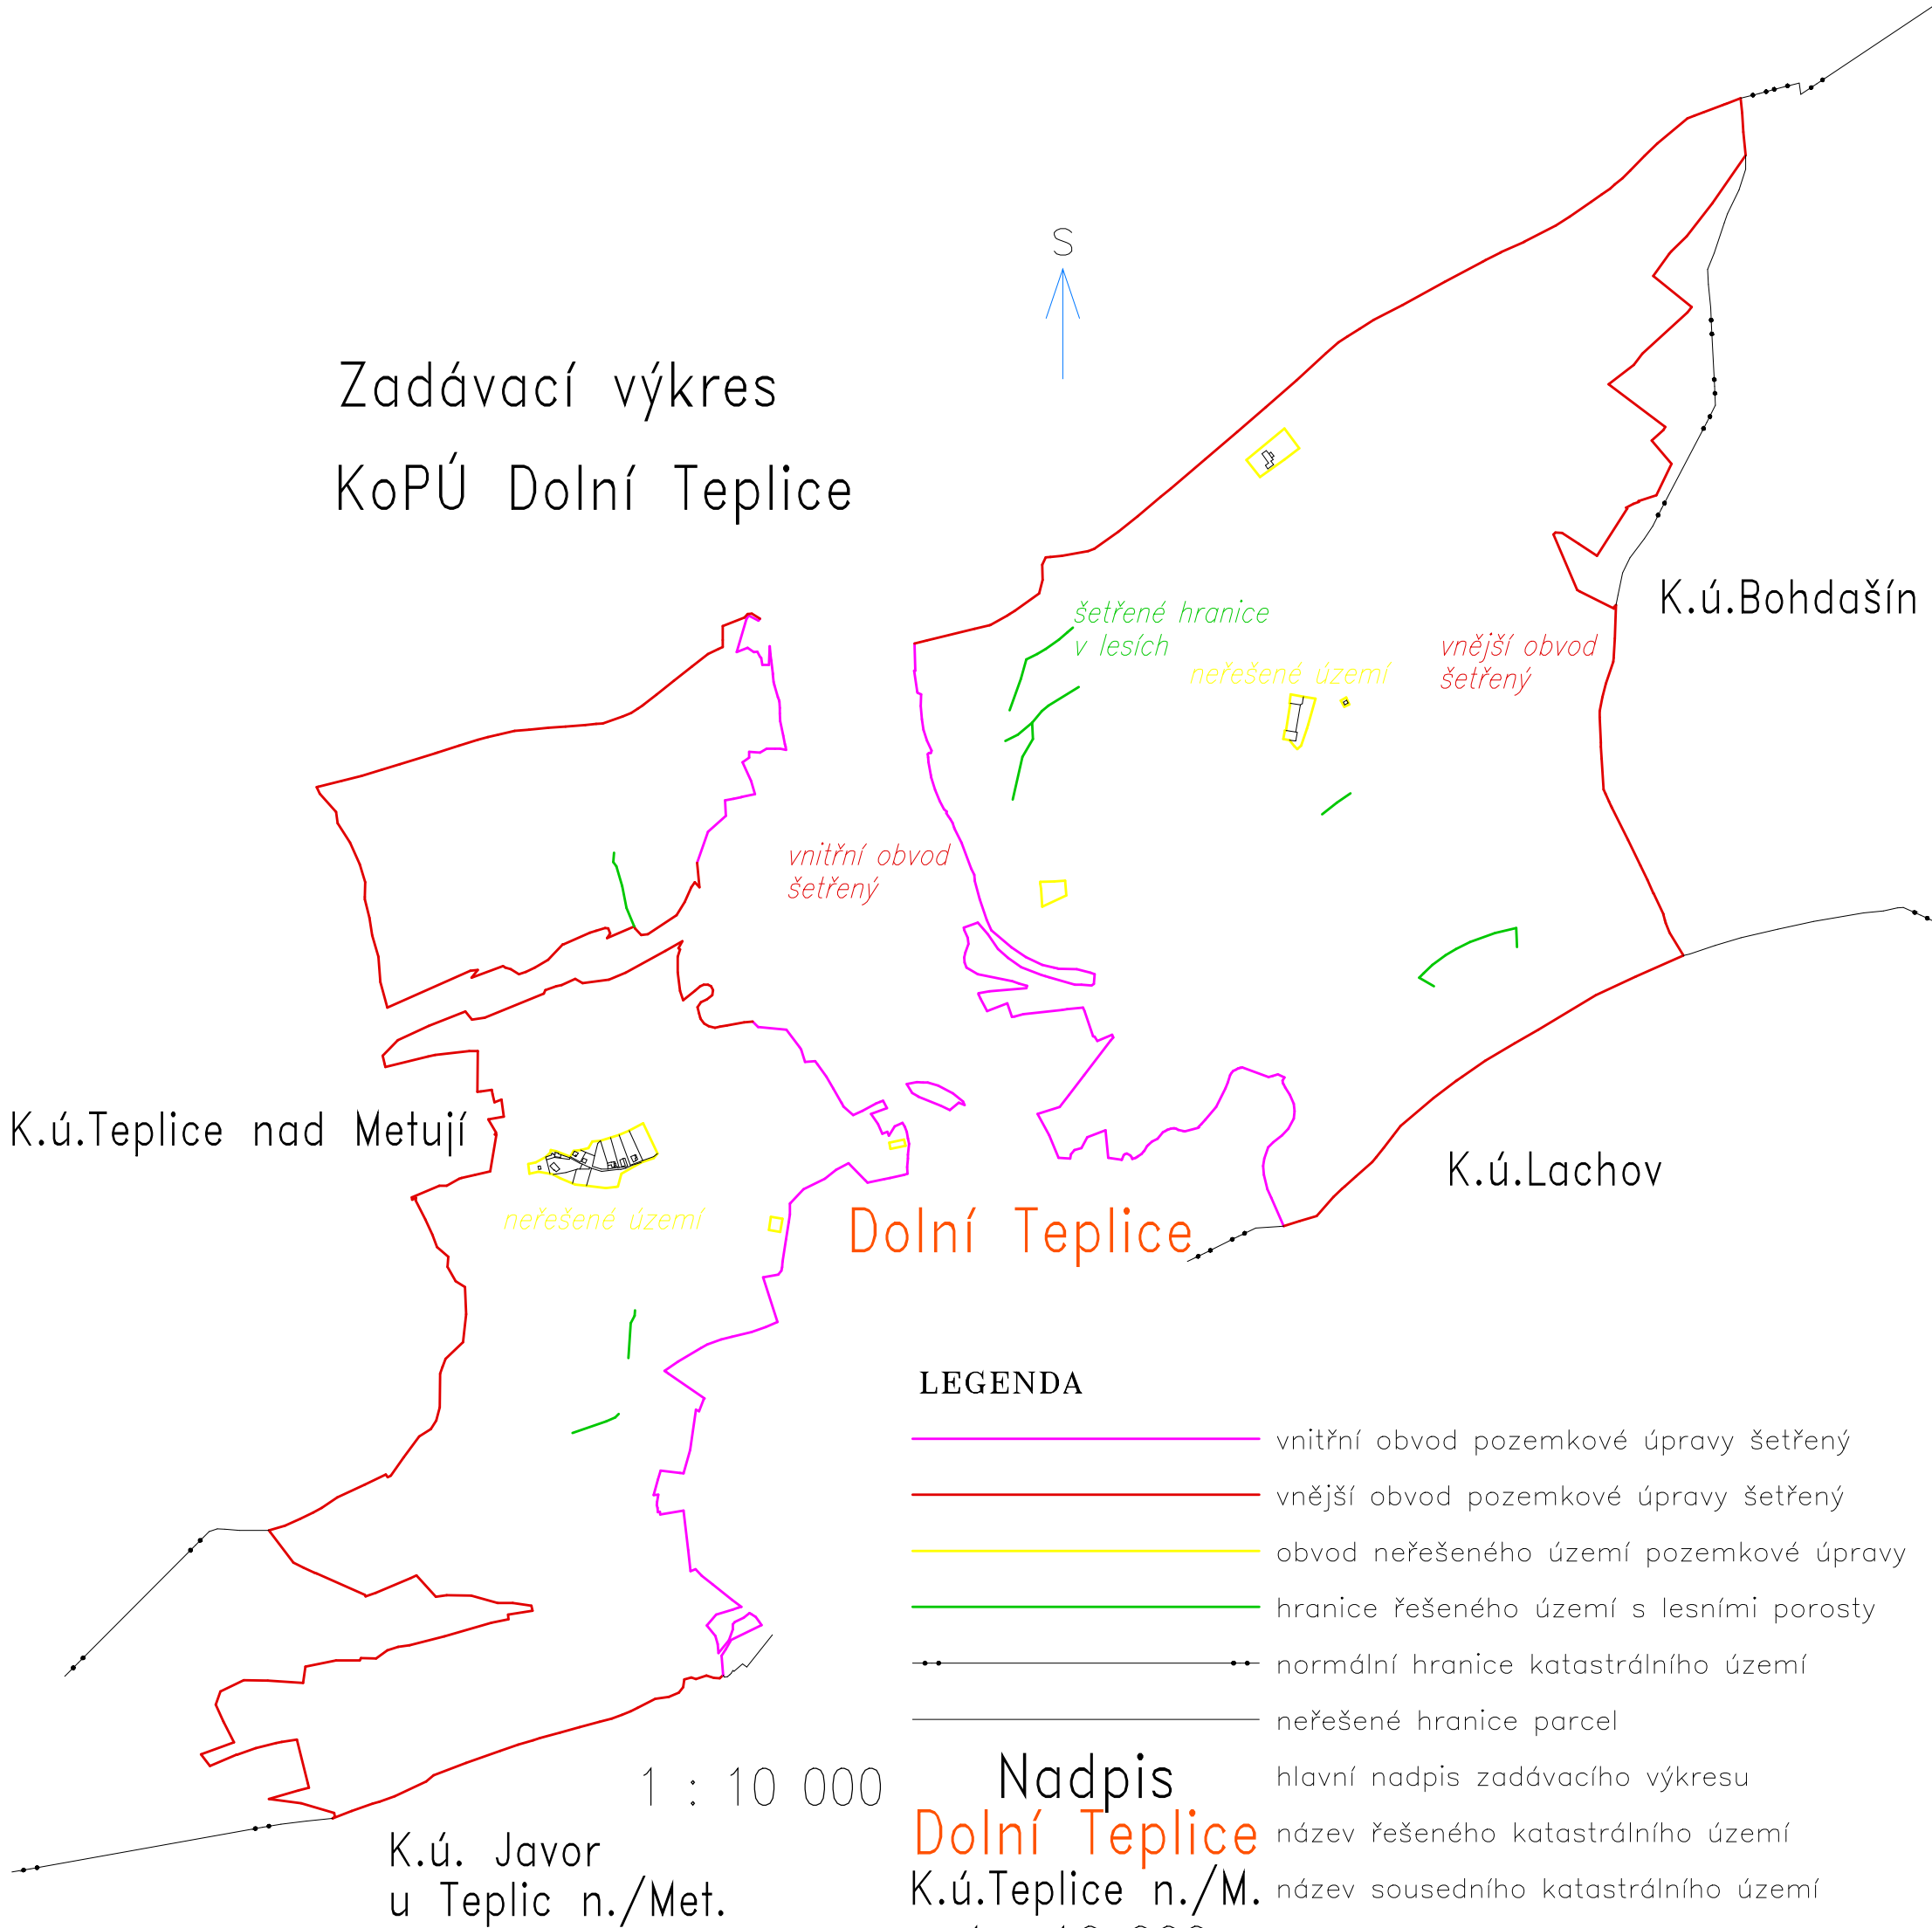 S
Zadávací výkres
KoPÚ Dolní Teplice
K.ú.Bohdašín
šetřené hranice
v lesích
neřešené území
vnější obvod
šetřený
vnitřní obvod
šetřený
K.ú.Teplice nad Metují
K.ú.Lachov
neřešené území
Dolní Teplice
LEGENDA
vnitřní obvod pozemkové úpravy šetřený
vnější obvod pozemkové úpravy šetřený
obvod neřešeného území pozemkové úpravy
hranice řešeného území s lesními porosty
normální hranice katastrálního území
neřešené hranice parcel
Nadpis hlavní nadpis zadávacího výkresu
Dolní Teplice název řešeného katastrálního území
K.ú.Teplice n./M. název sousedního katastrálního území
1 : 10 000
K.ú. Javor
u Teplic n./Met.